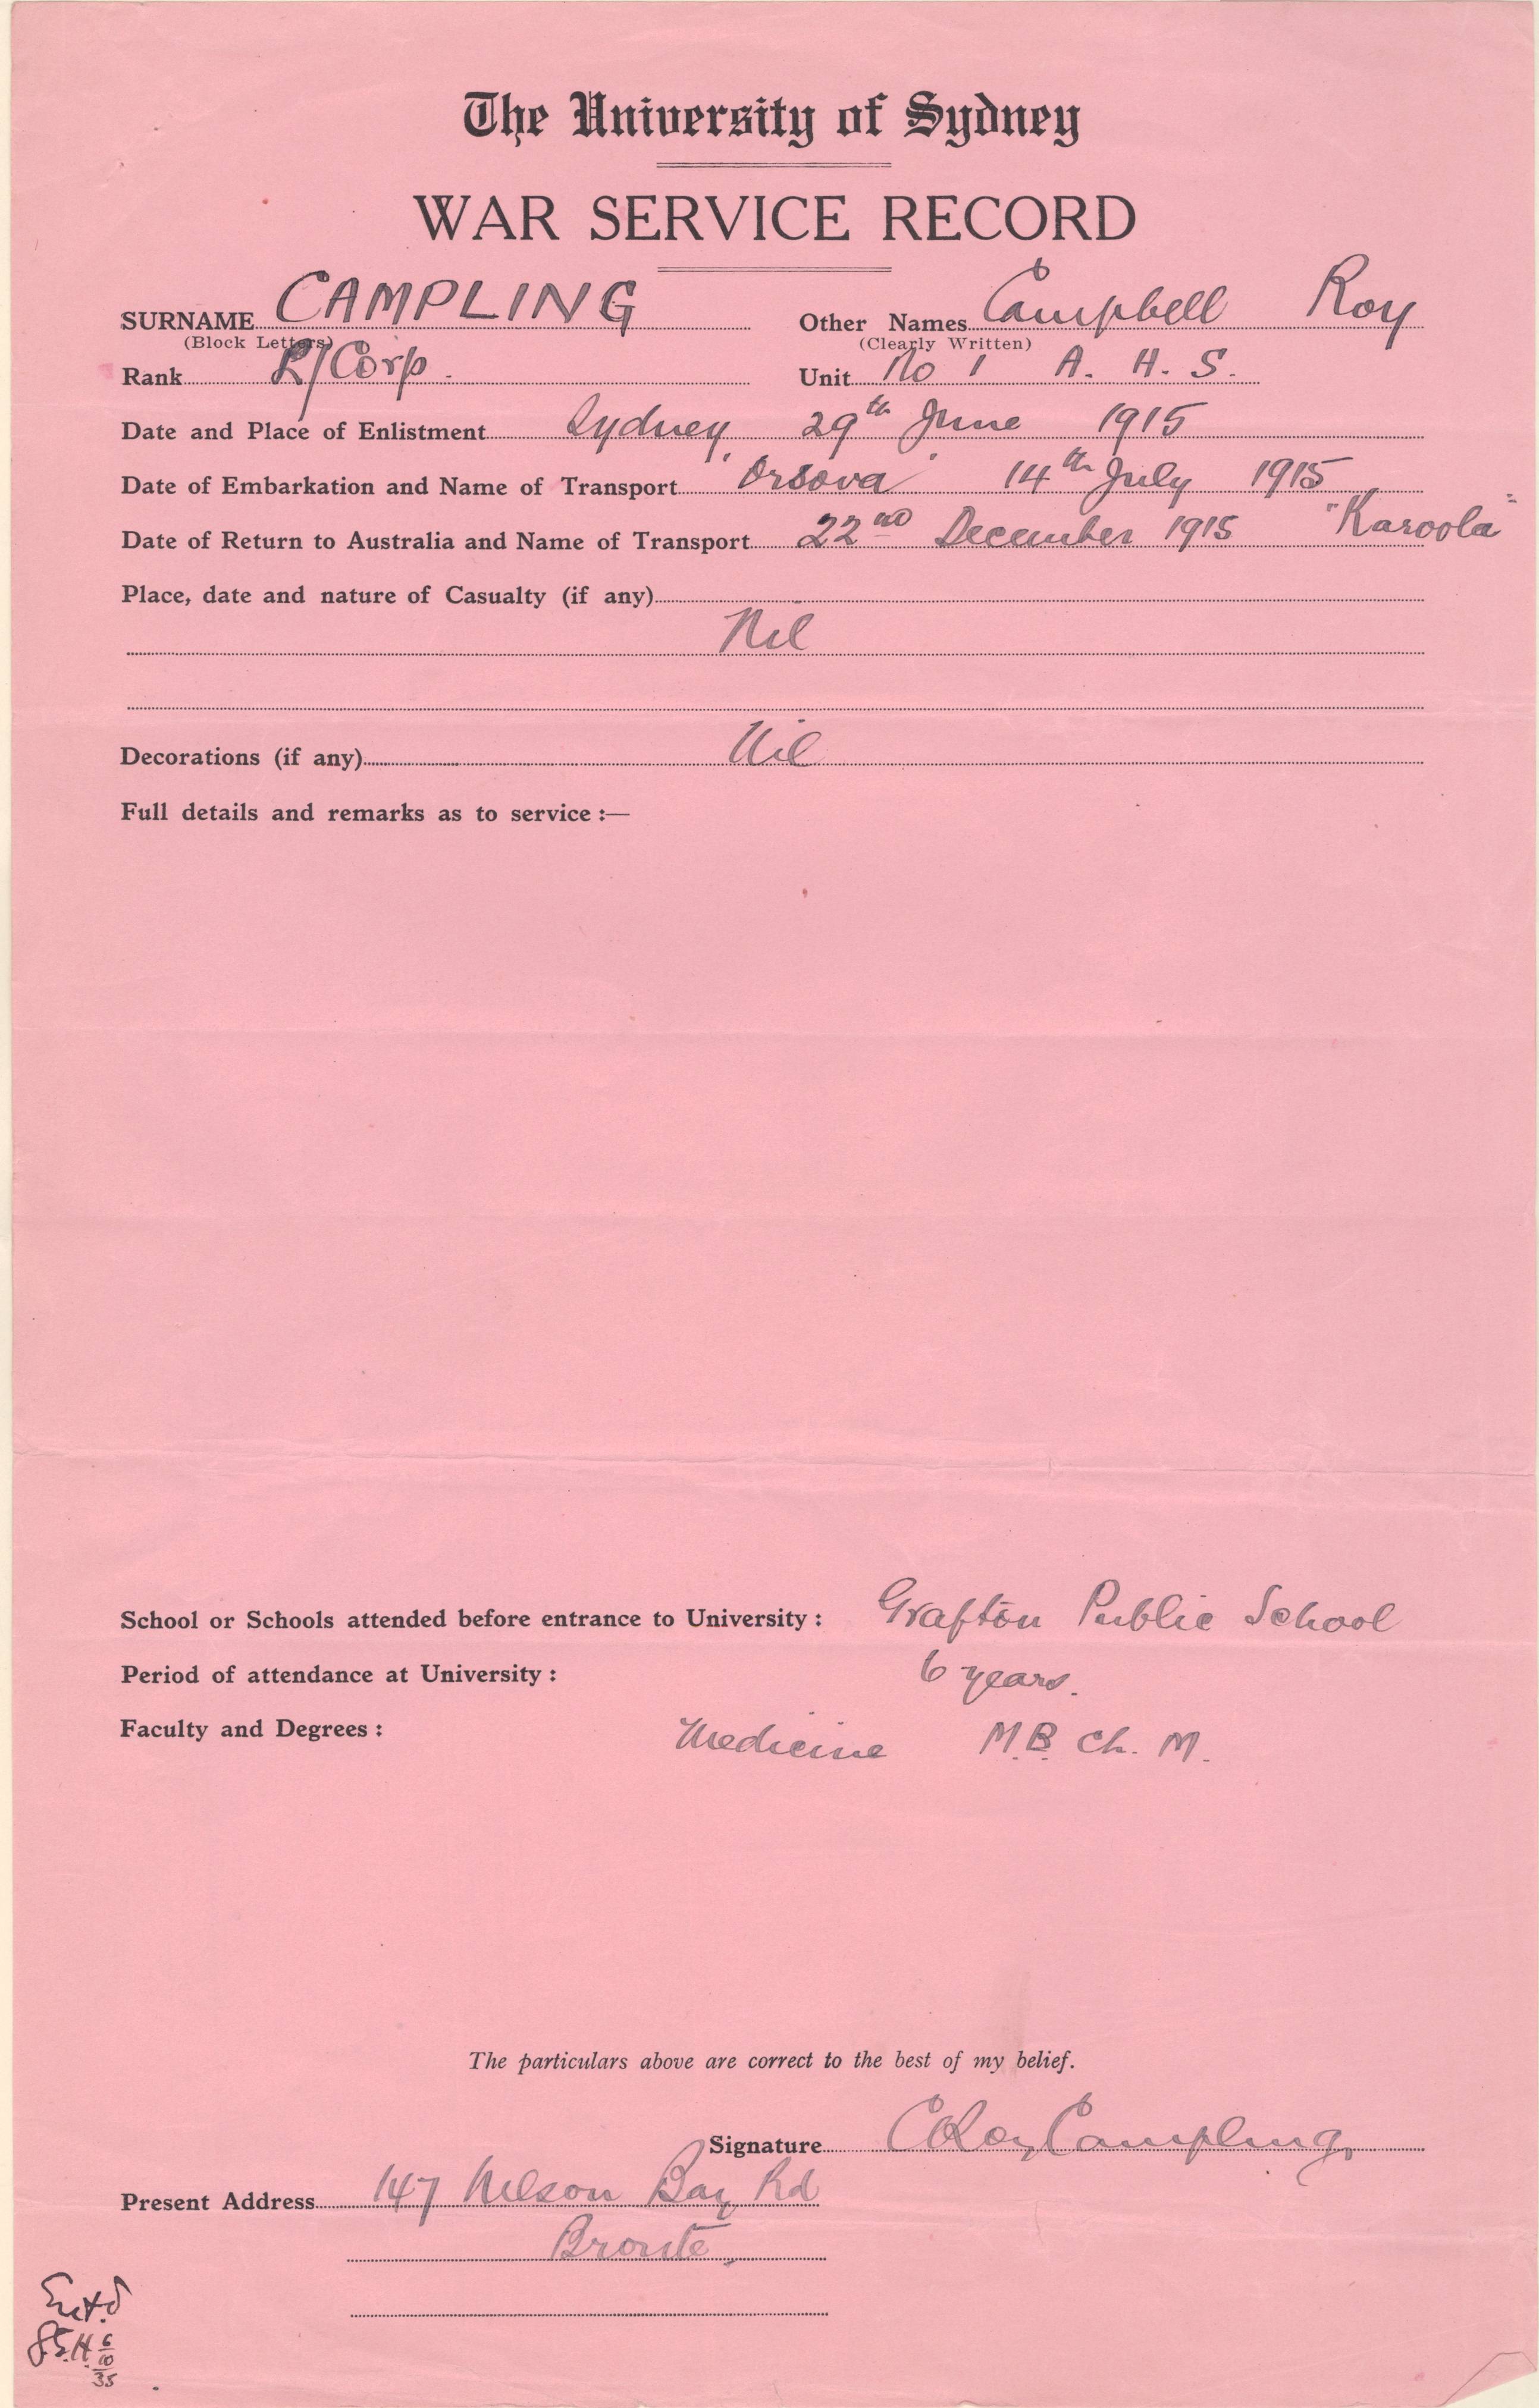 The University of Sydney
WAR SERVICE RECORD
SURNAME CAMPLING Other Names Campbell Roy
(Block Letters) (Clearly Written)
Rank L/Corp. Unit No 1 A. H. S.
Date and Place of Enlistment Sydney 29th June 1915
Date of Embarkation and Name of Transport 'Orsova' 14th July 1915
Date of Return to Australia and Name of Transport 22nd December 1915 "Karoola"
Place, date and nature of Casualty (if any)
Nil
Decorations (if any) Nil
Full details and remarks as to service :—
School or Schools attended before entrance to University : Grafton Public School
Period of attendance at University : 6 years.
Faculty and Degrees : Medicine M.B. Ch. M.
The particulars above are correct to the best of my belief.
Signature C Roy Campling
Present Address 147 Nelson Bay Rd
Bronte
Entd
6
10
35